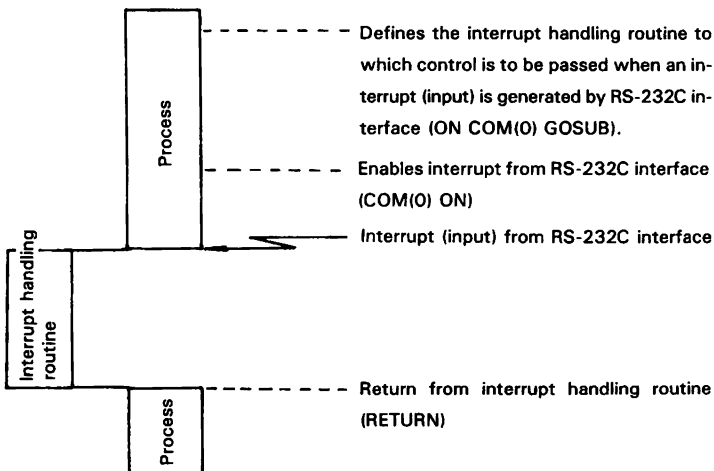 Process
Defines the interrupt handling routine to
which control is to be passed when an in-
terrupt (input) is generated by RS-232C in-
terface (ON COM(0) GOSUB).
Enables interrupt from RS-232C interface
(COM(0) ON)
Interrupt (input) from RS-232C interface
Interrupt handling
routine
Return from interrupt handling routine
(RETURN)
Process